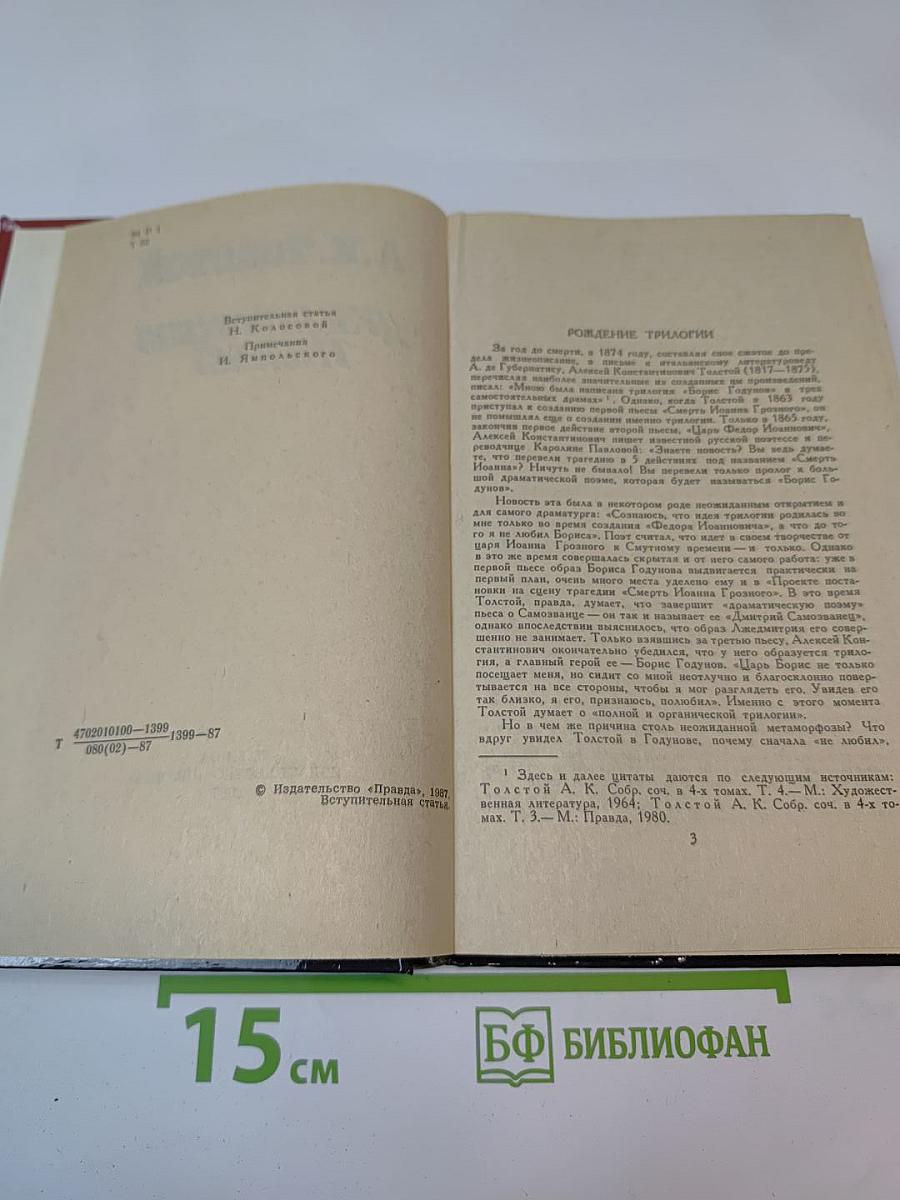 84 Р 1
Т 52
Вступительная статья
Н. Колосовой
Примечания
И. Ямпольского
Т 4702010100—1399
080(02)—87
1399—87
© Издательство «Правда», 1987.
Вступительная статья.
РОЖДЕНИЕ ТРИЛОГИИ
За год до смерти, в 1874 году, составляя свое сжатое до пре-
дела жизнеописание, в письме к итальянскому литературоведу
А. де Губернатису, Алексей Константинович Толстой (1817—1875),
перечисляя наиболее значительные из созданных им произведений,
писал: «Мною была написана трилогия «Борис Годунов» в трех
самостоятельных драмах»¹. Однако, когда Толстой в 1863 году
приступал к созданию первой пьесы «Смерть Иоанна Грозного», он
не помышлял еще о создании именно трилогии. Только в 1865 году,
закончив первое действие второй пьесы, «Царь Федор Иоаннович»,
Алексей Константинович пишет известной русской поэтессе и пе-
реводчице Каролине Павловой: «Знаете новость? Вы ведь думае-
те, что перевели трагедию в 5 действиях под названием «Смерть
Иоанна»? Ничуть не бывало! Вы перевели только пролог к боль-
шой драматической поэме, которая будет называться «Борис Го-
дунов».
Новость эта была в некотором роде неожиданным открытием и
для самого драматурга: «Сознаюсь, что идея трилогии родилась во
мне только во время создания «Федора Иоанновича», а что до то-
го я не любил Бориса». Поэт считал, что идет в своем творчестве от
царя Иоанна Грозного к Смутному времени — и только. Однако
в это же время совершалась скрытая и от него самого работа: уже в
первой пьесе образ Бориса Годунова выдвигается практически на
первый план, очень много места уделено ему и в «Проекте поста-
новки на сцену трагедии «Смерть Иоанна Грозного». В это время
Толстой, правда, думает, что завершит «драматическую поэму»
пьеса о Самозванце — он так и называет ее «Дмитрий Самозванец»,
однако впоследствии выяснилось, что образ Лжедмитрия его совер-
шенно не занимает. Только взявшись за третью пьесу, Алексей Кон-
стантинович окончательно убедился, что у него образуется трило-
гия, а главный герой ее — Борис Годунов. «Царь Борис не только
посещает меня, но сидит со мной неотлучно и благосклонно повер-
тывается на все стороны, чтобы я мог разглядеть его. Увидев его
так близко, я его, признаюсь, полюбил». Именно с этого момента
Толстой думает о «полной и органической трилогии».
Но в чем же причина столь неожиданной метаморфозы? Что
вдруг увидел Толстой в Годунове, почему сначала «не любил»,
¹ Здесь и далее цитаты даются по следующим источникам:
Толстой А. К. Собр. соч. в 4-х томах. Т. 4.— М.: Художест-
венная литература, 1964; Толстой А. К. Собр. соч. в 4-х то-
мах. Т. 3.— М.: Правда, 1980.
3
15 см
БФ БИБЛИОФАН